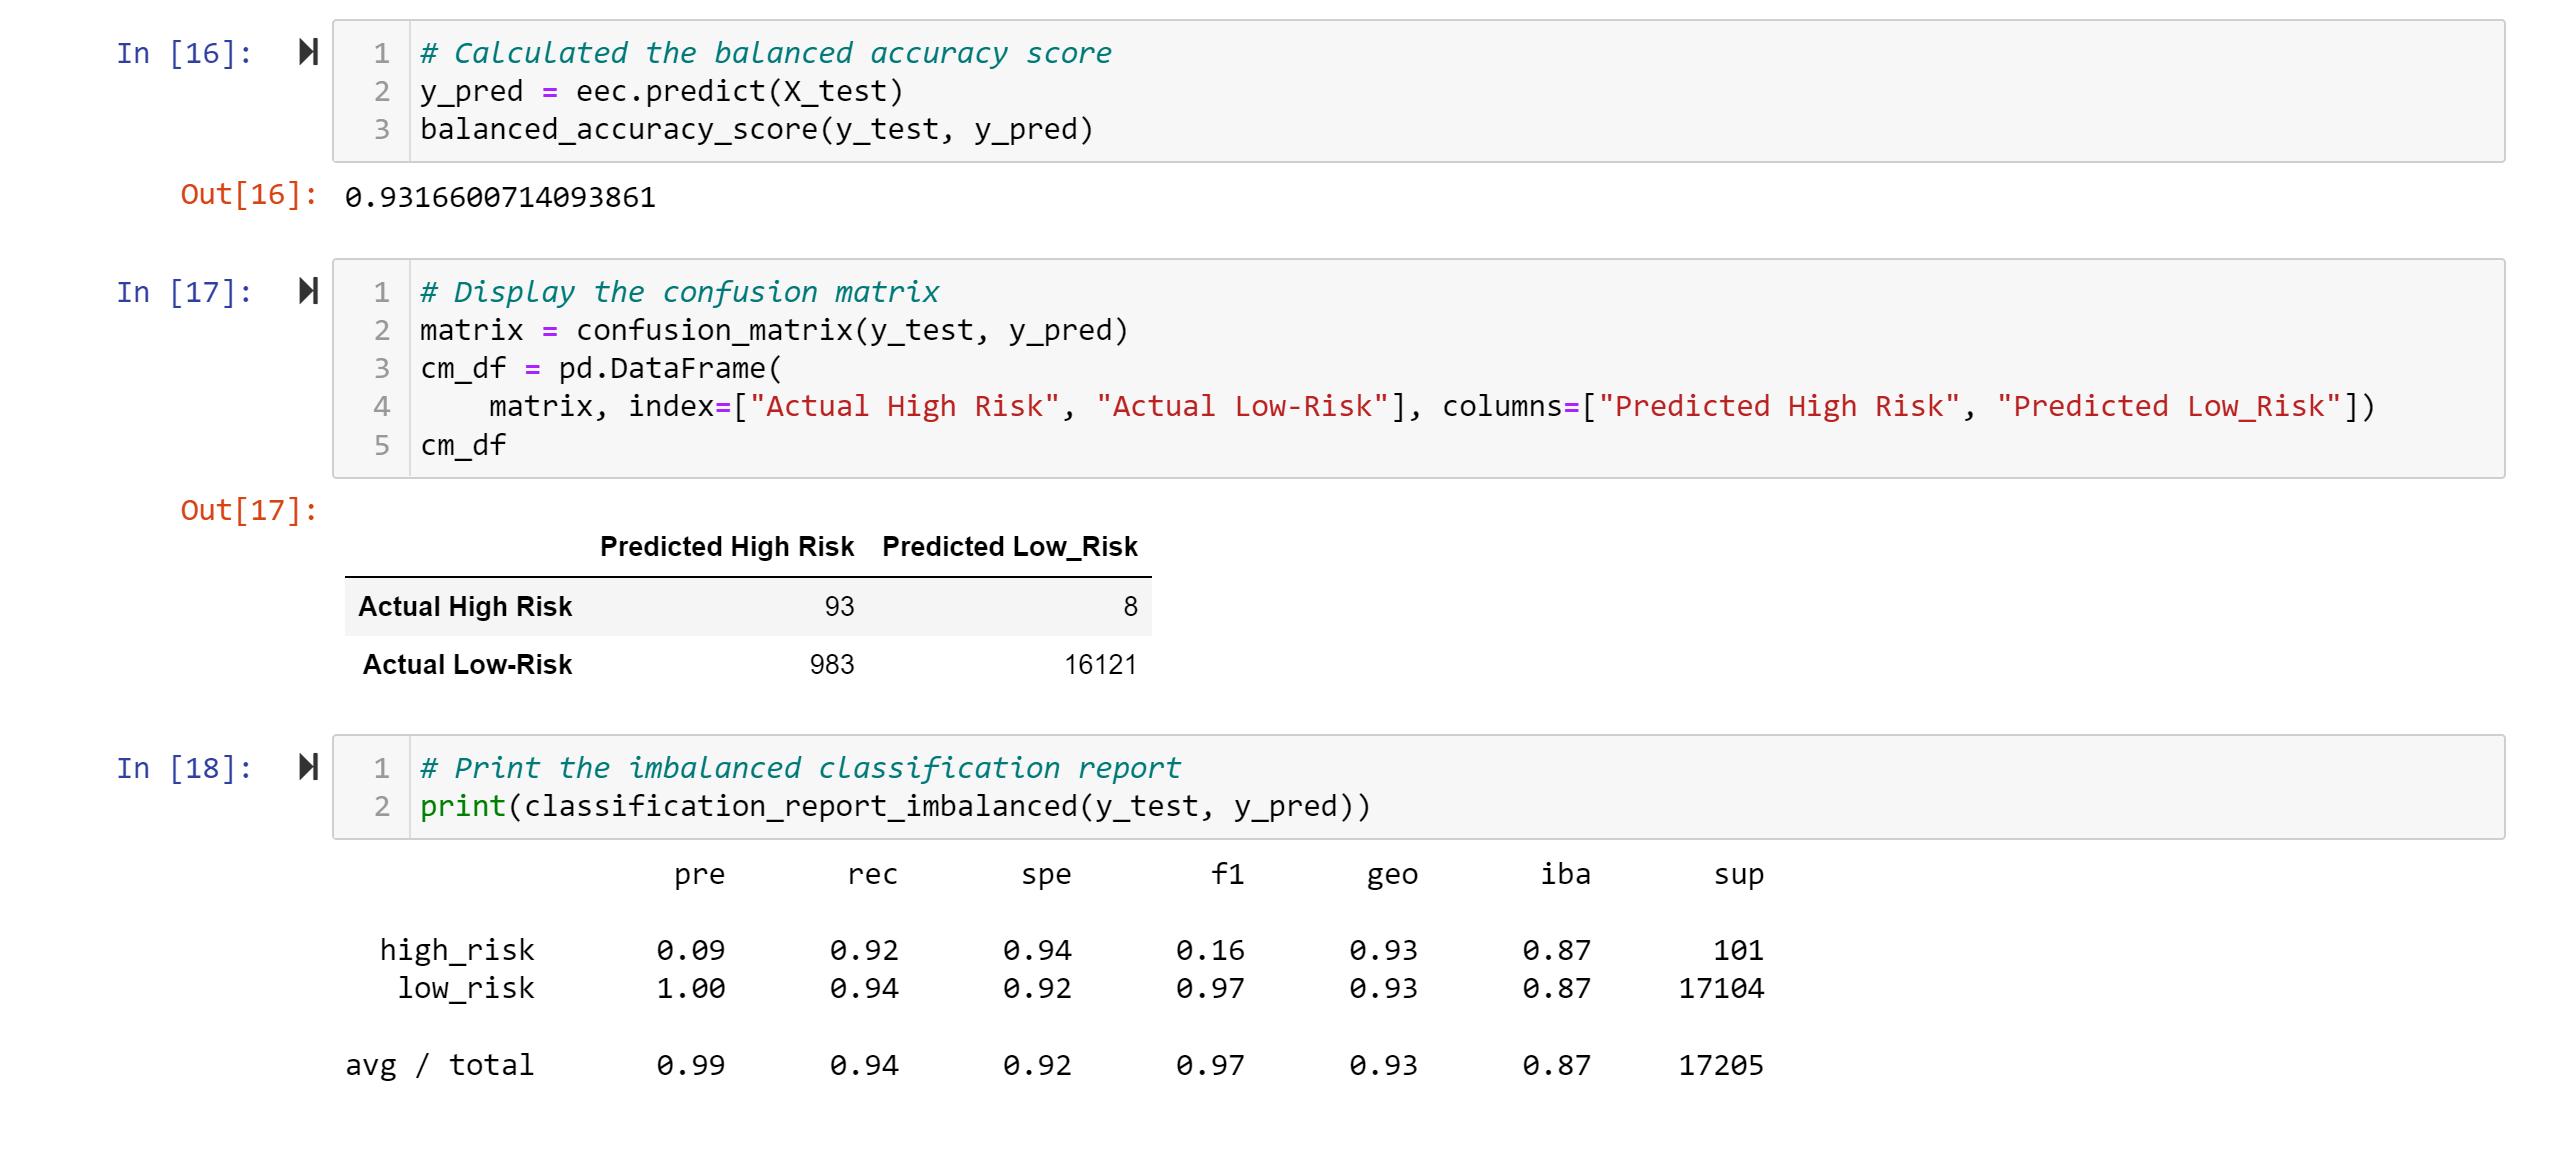 In [16]:
1 # Calculated the balanced accuracy score
2 y_pred = eec.predict(X_test)
3 balanced_accuracy_score(y_test, y_pred)
Out[16]: 0.9316600714093861
In [17]:
1 # Display the confusion matrix
2 matrix = confusion_matrix(y_test, y_pred)
3 cm_df = pd.DataFrame(
4     matrix, index=["Actual High Risk", "Actual Low-Risk"], columns=["Predicted High Risk", "Predicted Low_Risk"])
5 cm_df
Out[17]:
Predicted High Risk Predicted Low_Risk
Actual High Risk 93 8
Actual Low-Risk 983 16121
In [18]:
1 # Print the imbalanced classification report
2 print(classification_report_imbalanced(y_test, y_pred))
pre rec spe f1 geo iba sup
high_risk 0.09 0.92 0.94 0.16 0.93 0.87 101
low_risk 1.00 0.94 0.92 0.97 0.93 0.87 17104
avg / total 0.99 0.94 0.92 0.97 0.93 0.87 17205